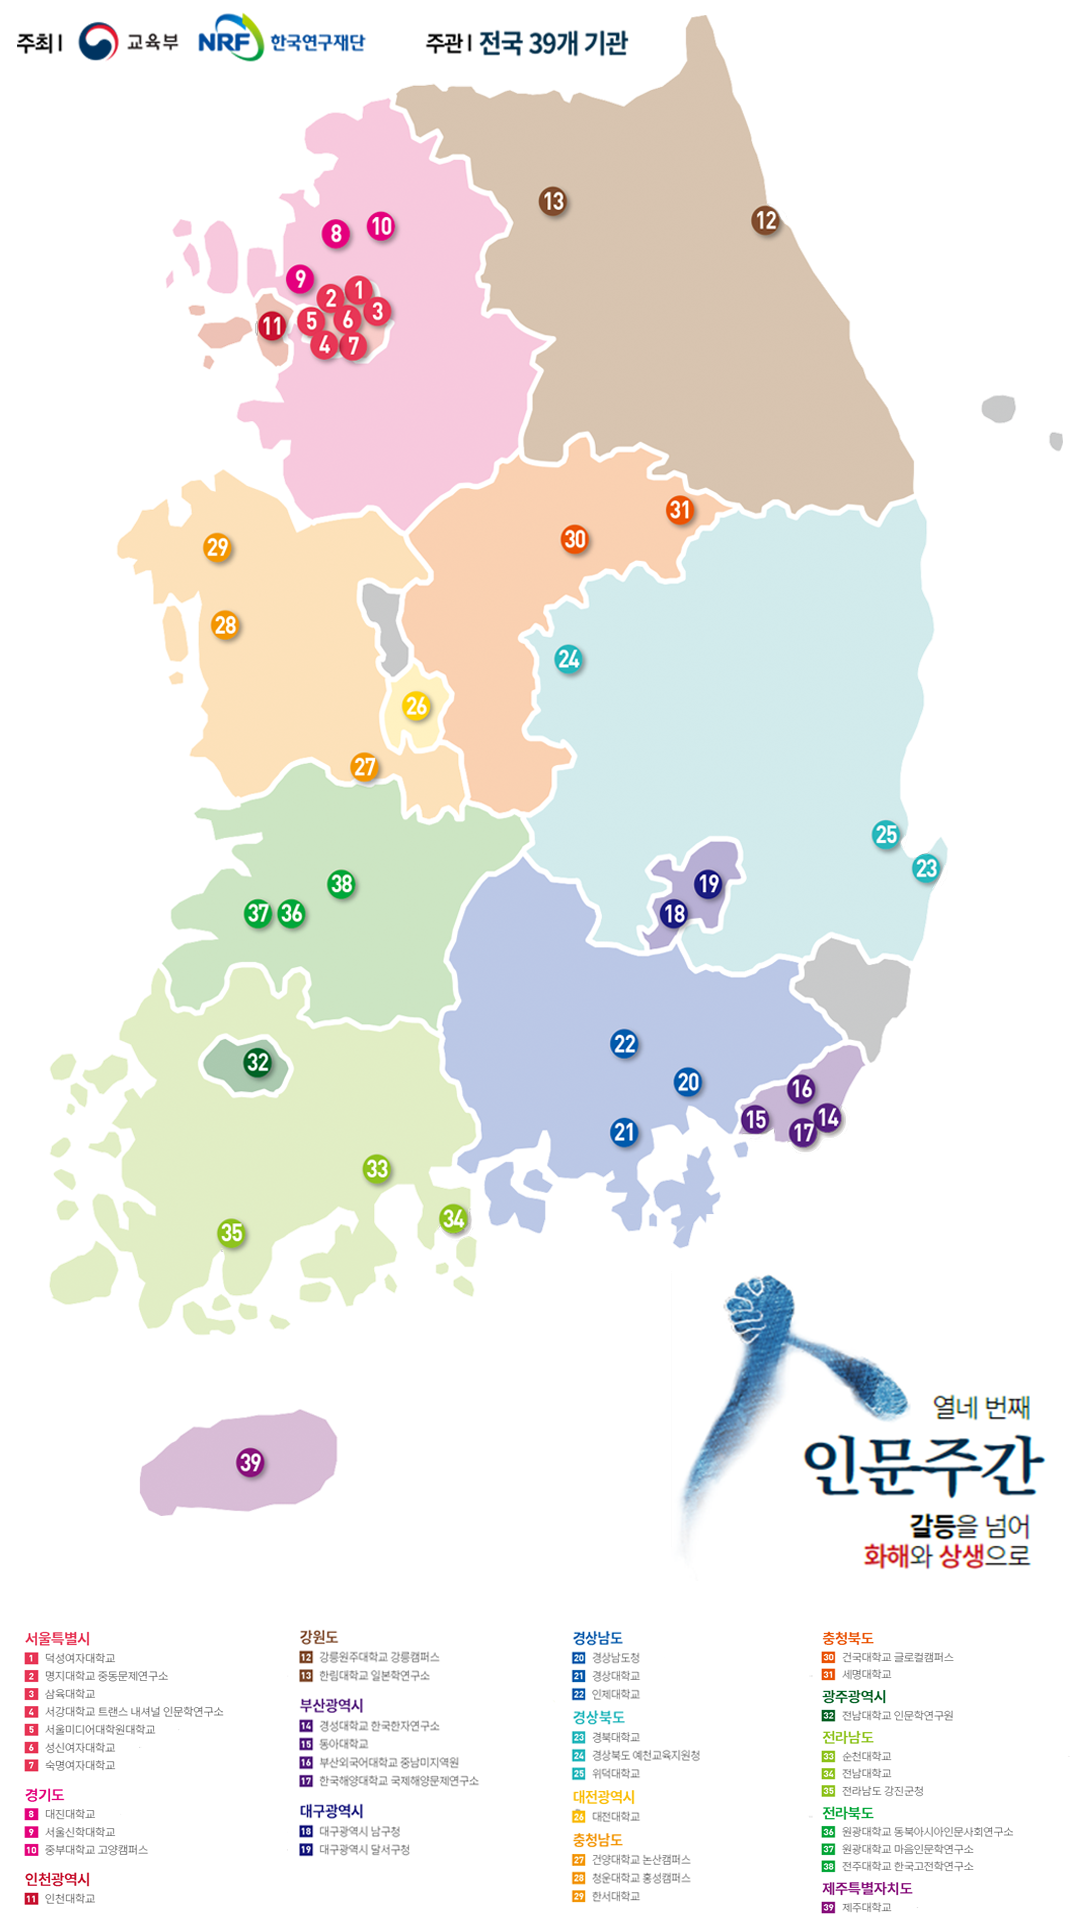 주최 | 교육부 NRF 한국연구재단 주관 | 전국 39개 기관
13
12
10
8
9
1
2
3
5
6
11
4
7
31
30
29
28
24
26
27
25
23
38
19
37
36
18
22
32
20
16
15
14
17
21
33
34
35
39
열네 번째
인문주간
갈등을 넘어
화해와 상생으로
서울특별시
1 덕성여자대학교
2 명지대학교 중동문제연구소
3 삼육대학교
4 서강대학교 트랜스 내셔널 인문학연구소
5 서울미디어대학원대학교
6 성신여자대학교
7 숙명여자대학교
경기도
8 대진대학교
9 서울신학대학교
10 중부대학교 고양캠퍼스
인천광역시
11 인천대학교
강원도
12 강릉원주대학교 강릉캠퍼스
13 한림대학교 일본학연구소
부산광역시
14 경성대학교 한국한자연구소
15 동아대학교
16 부산외국어대학교 중남미지역원
17 한국해양대학교 국제해양문제연구소
대구광역시
18 대구광역시 남구청
19 대구광역시 달서구청
경상남도
20 경상남도청
21 경상대학교
22 인제대학교
경상북도
23 경북대학교
24 경상북도 예천교육지원청
25 위덕대학교
대전광역시
26 대전대학교
충청남도
27 건양대학교 논산캠퍼스
28 청운대학교 홍성캠퍼스
29 한서대학교
충청북도
30 건국대학교 글로컬캠퍼스
31 세명대학교
광주광역시
32 전남대학교 인문학연구원
전라남도
33 순천대학교
34 전남대학교
35 전라남도 강진군청
전라북도
36 원광대학교 동북아시아인문사회연구소
37 원광대학교 마음인문학연구소
38 전주대학교 한국고전학연구소
제주특별자치도
39 제주대학교